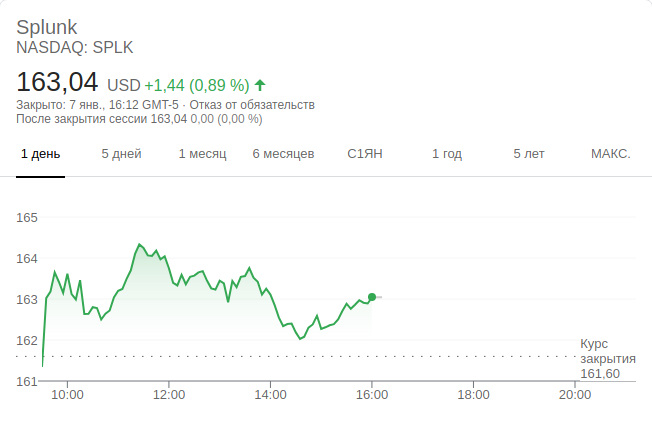 Splunk
NASDAQ: SPLK
163,04 USD +1,44 (0,89 %)
Закрыто: 7 янв., 16:12 GMT-5 · Отказ от обязательств
После закрытия сессии 163,04 0,00 (0,00 %)
1 день 5 дней 1 месяц 6 месяцев С1ЯН 1 год 5 лет МАКС.
165
164
163
162
161
Курс
закрытия
161,60
10:00 12:00 14:00 16:00 18:00 20:00